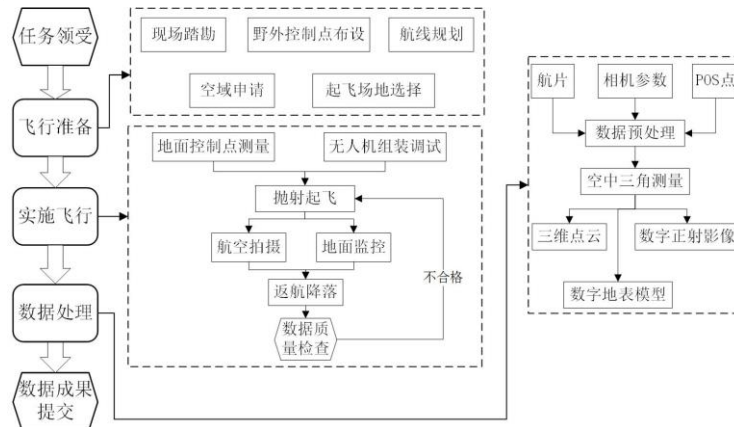 任务领受
飞行准备
实施飞行
数据处理
数据成果
提交
现场踏勘
野外控制点布设
航线规划
空域申请
起飞场地选择
地面控制点测量
无人机组装调试
抛射起飞
航空拍摄
地面监控
返航降落
数据质
量检查
不合格
航片
相机参数
POS点
数据预处理
空中三角测量
三维点云
数字正射影像
数字地表模型